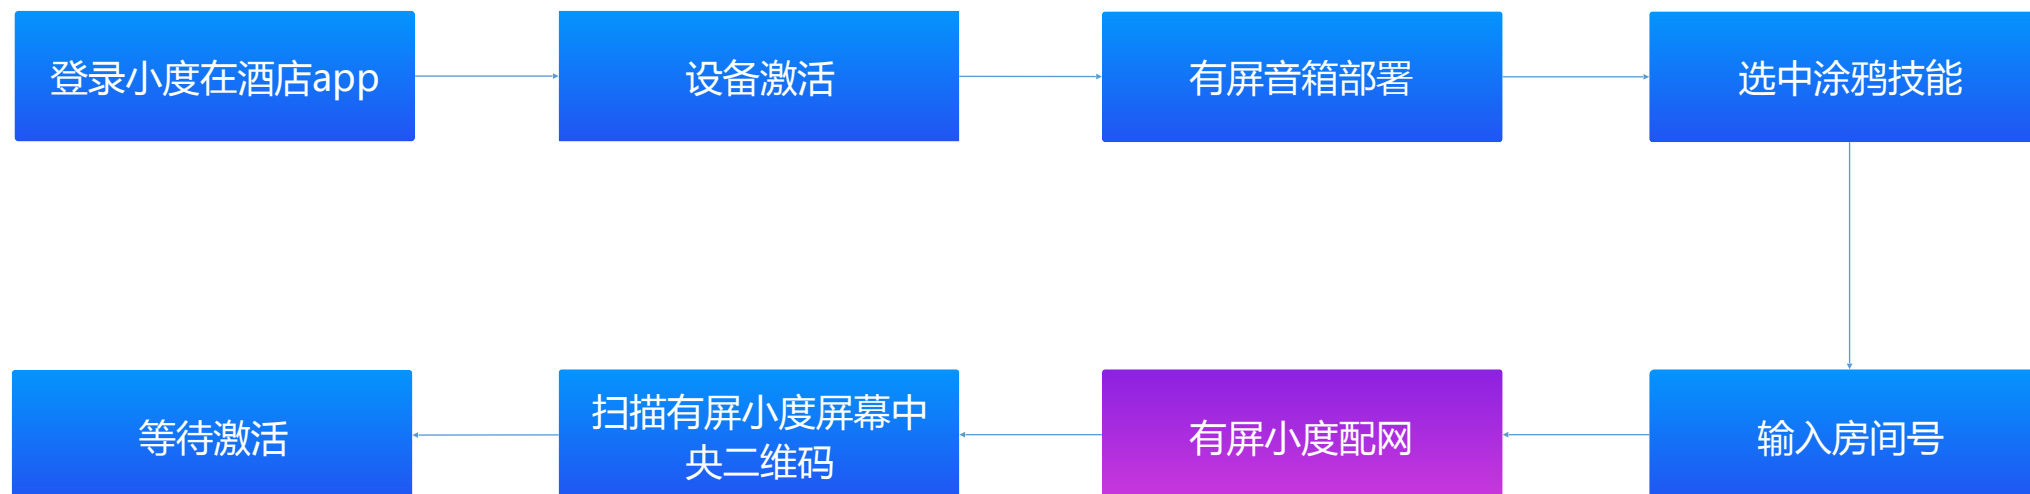 登录小度在酒店app
设备激活
有屏音箱部署
选中涂鸦技能
输入房间号
有屏小度配网
扫描有屏小度屏幕中
央二维码
等待激活